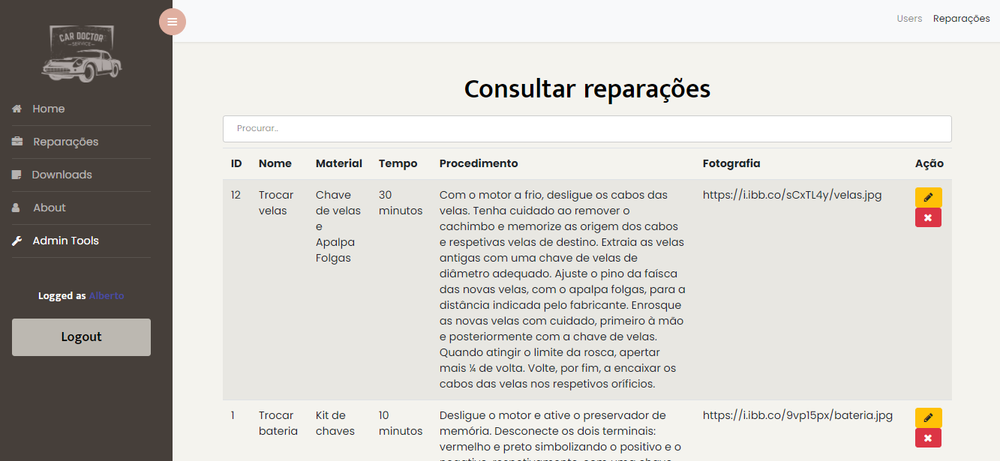 CAR DOCTOR
SERVICE
Home
Reparações
Downloads
About
Admin Tools
Logged as Alberto
Logout
Users Reparações
Consultar reparações
Procurar..
ID Nome Material Tempo Procedimento Fotografia Ação
12 Trocar Chave 30 Com o motor a frio, desligue os cabos das https://i.ibb.co/sCxTL4y/velas.jpg
velas de velas minutos velas. Tenha cuidado ao remover o
e cachimbo e memorize as origem dos cabos
Apalpa e respetivas velas de destino. Extraia as velas
Folgas antigas com uma chave de velas de
diâmetro adequado. Ajuste o pino da faísca
das novas velas, com o apalpa folgas, para a
distância indicada pelo fabricante. Enrosque
as novas velas com cuidado, primeiro à mão
e posteriormente com a chave de velas.
Quando atingir o limite da rosca, apertar
mais ¼ de volta. Volte, por fim, a encaixar os
cabos das velas nos respetivos oríficios.
1 Trocar Kit de 10 Desligue o motor e ative o preservador de https://i.ibb.co/9vp15px/bateria.jpg
bateria chaves minutos memória. Desconecte os dois terminais:
vermelho e preto simbolizando o positivo e o
negativo, respetivamente, com uma chave